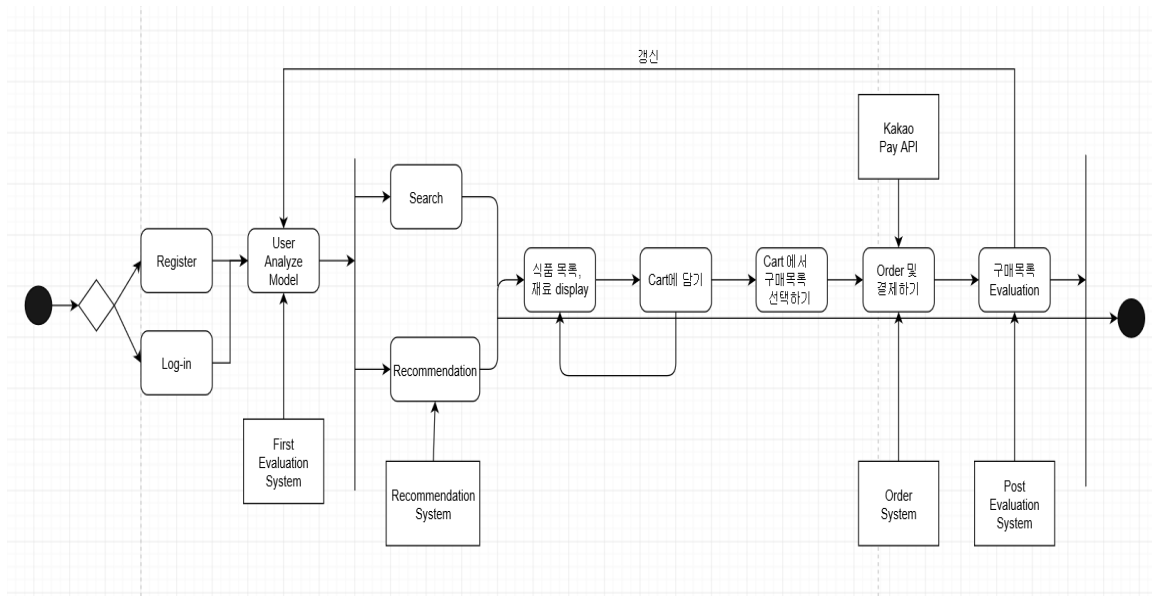 갱신
Kakao
Pay API
Search
Register
User
Analyze
Model
식품 목록,
재료 display
Cart에 담기
Cart 에서
구매목록
선택하기
Order 및
결제하기
구매목록
Evaluation
Log-in
Recommendation
First
Evaluation
System
Recommendation
System
Order
System
Post
Evaluation
System